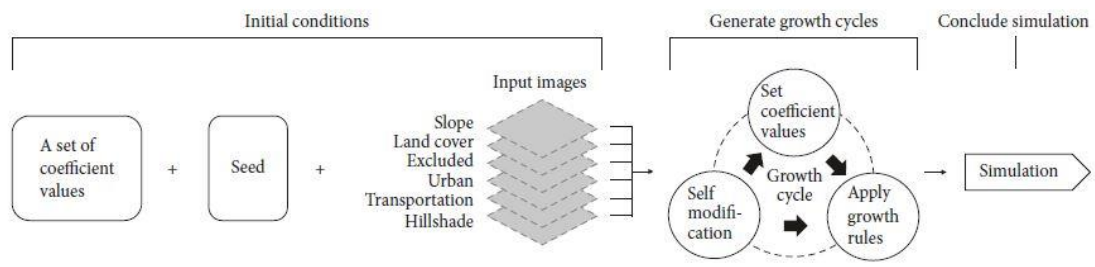 Initial conditions
Generate growth cycles
Conclude simulation
Input images
A set of
coefficient
values
+
Seed
+
Slope
Land cover
Excluded
Urban
Transportation
Hillshade
Set
coefficient
values
Growth
cycle
Self
modifi-
cation
Apply
growth
rules
Simulation